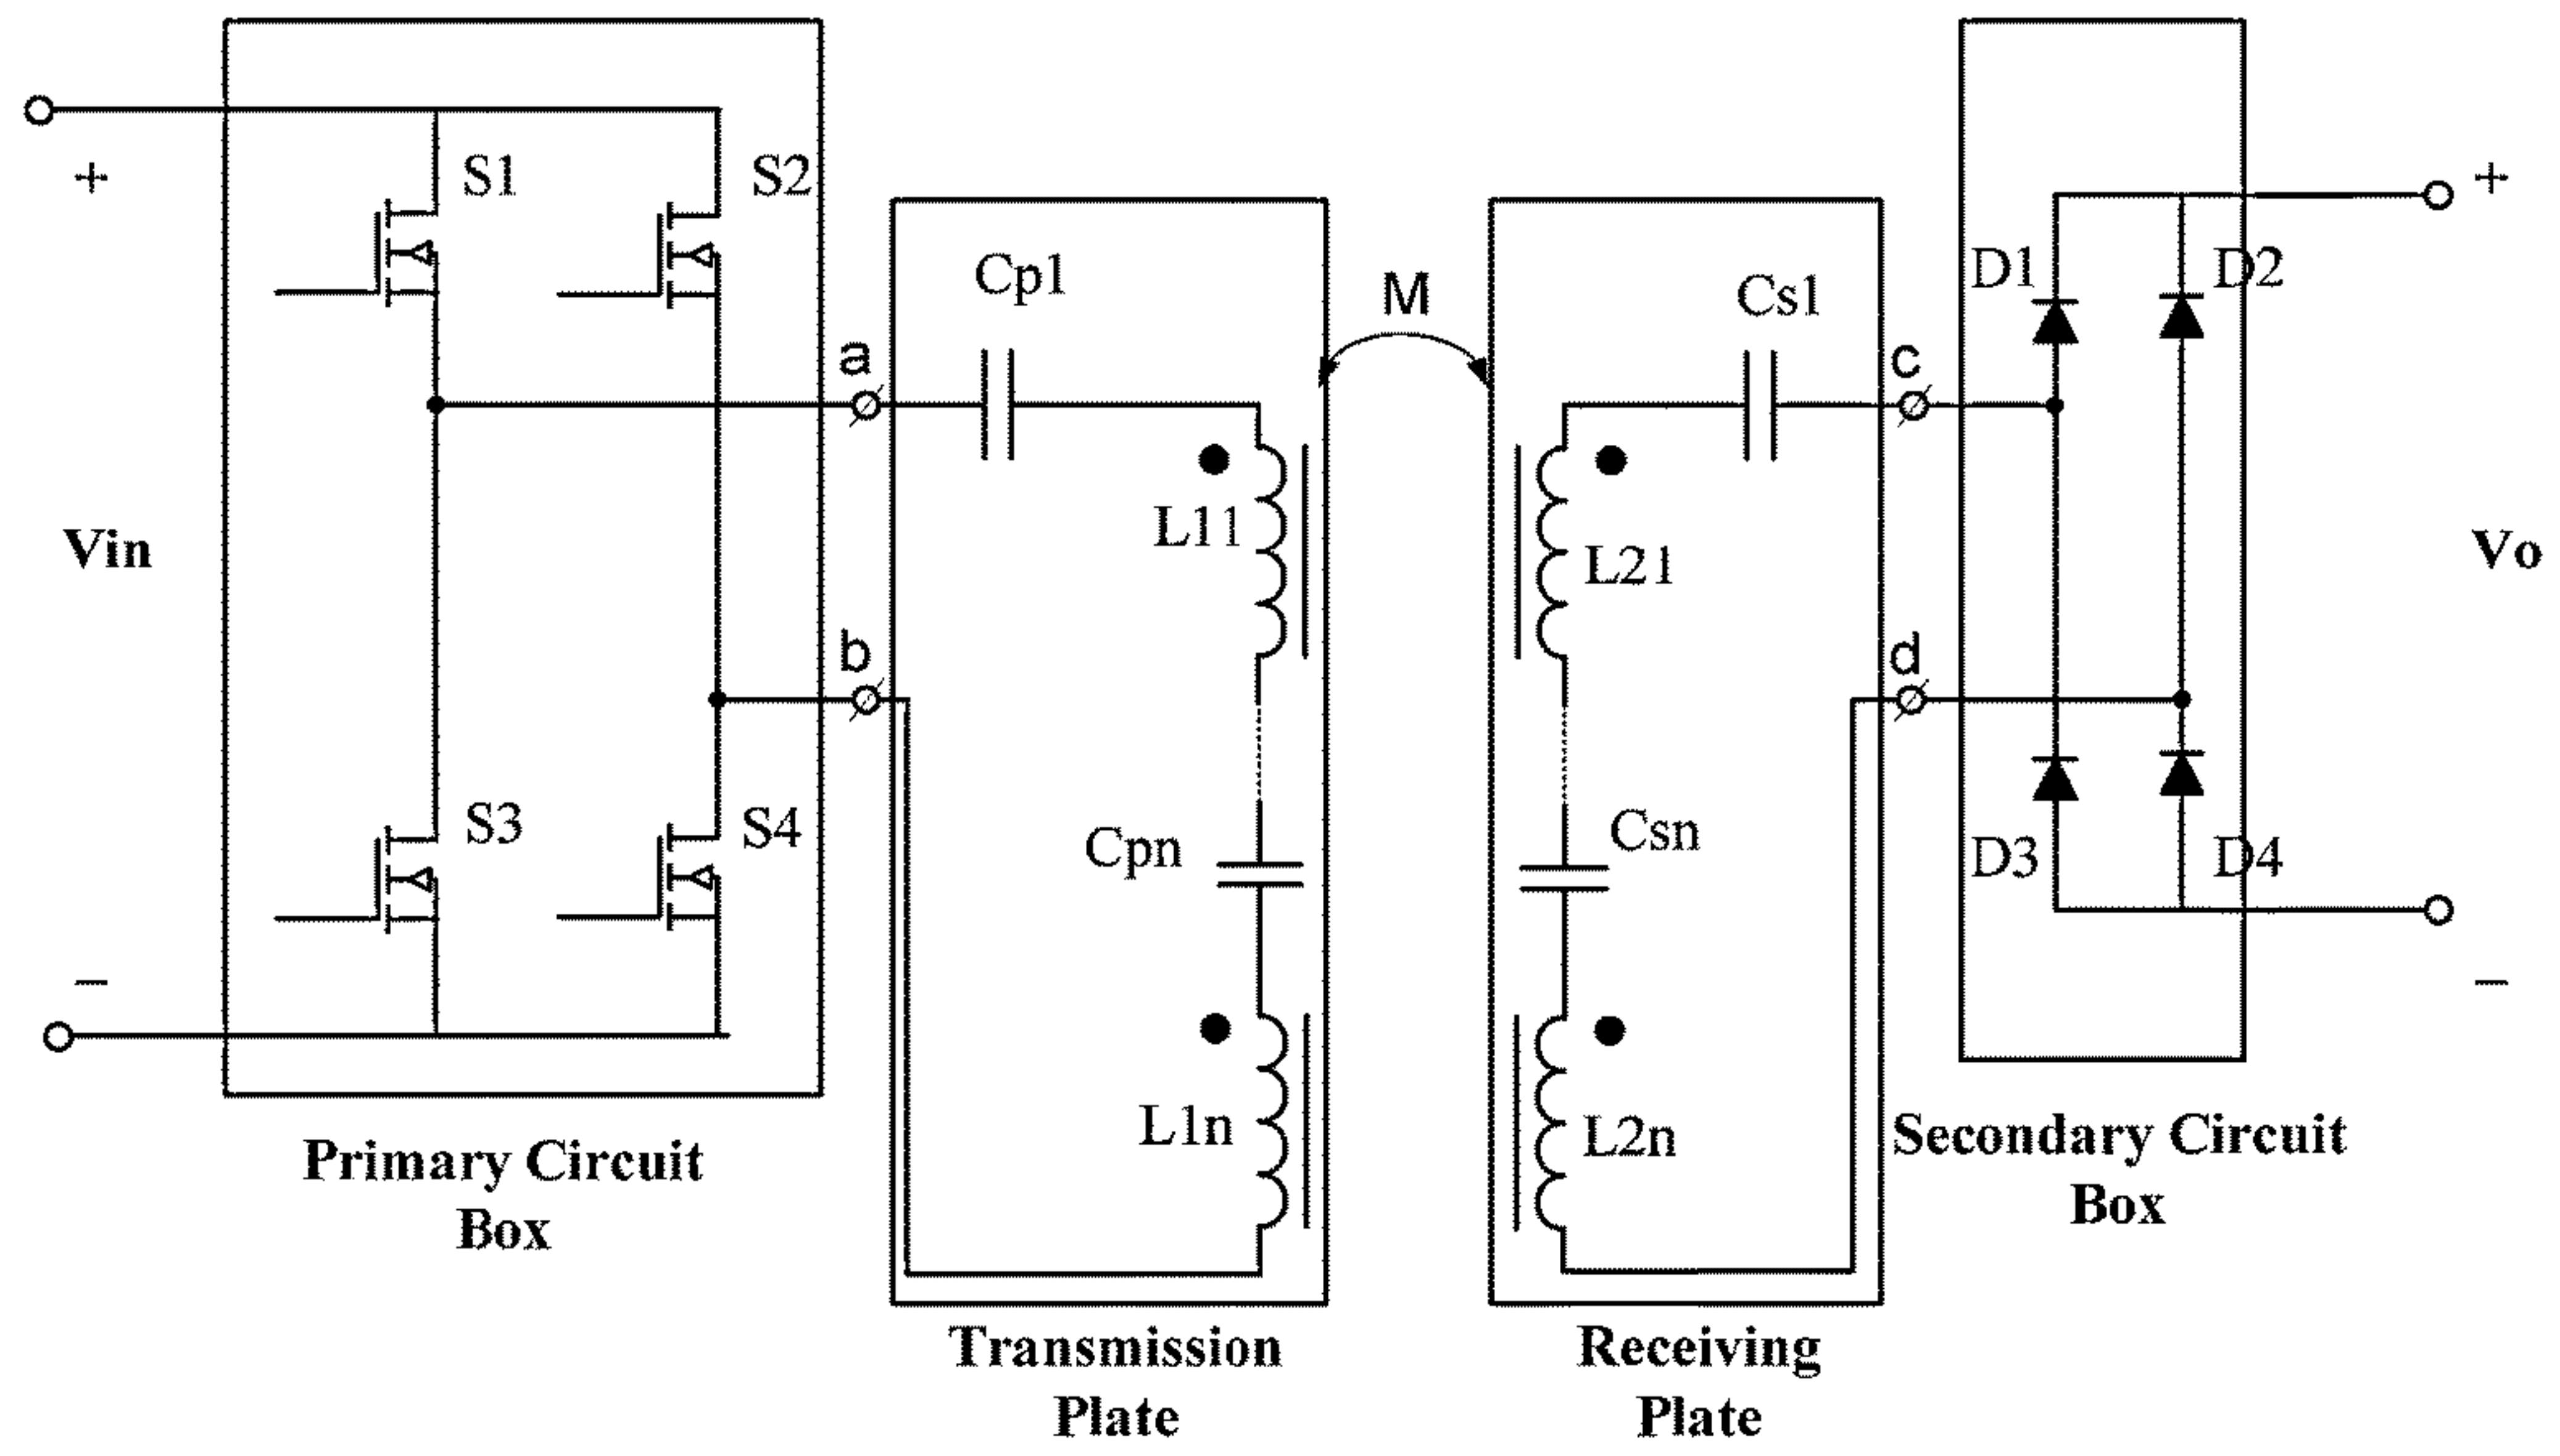 +
S1
S2
+
D1
D2
Cp1
M
Cs1
a
c
L11
L21
Vin
Vo
b
d
S3
S4
Cpn
Csn
D3
D4
−
−
L1n
L2n
Primary Circuit
Box
Secondary Circuit
Box
Transmission
Plate
Receiving
Plate